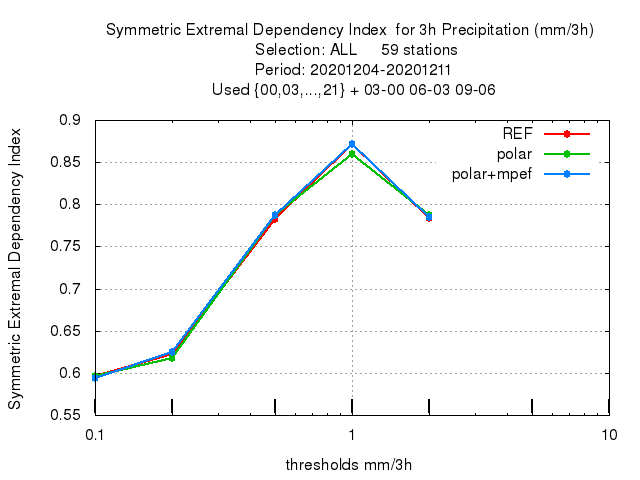 Symmetric Extremal Dependency Index  for 3h Precipitation (mm/3h)
Selection: ALL     59 stations
Period: 20201204-20201211
Used {00,03,...,21} + 03-00 06-03 09-06
Symmetric Extremal Dependency Index
0.9
0.85
0.8
0.75
0.7
0.65
0.6
0.55
REF
polar
polar+mpef
0.1
1
10
thresholds mm/3h